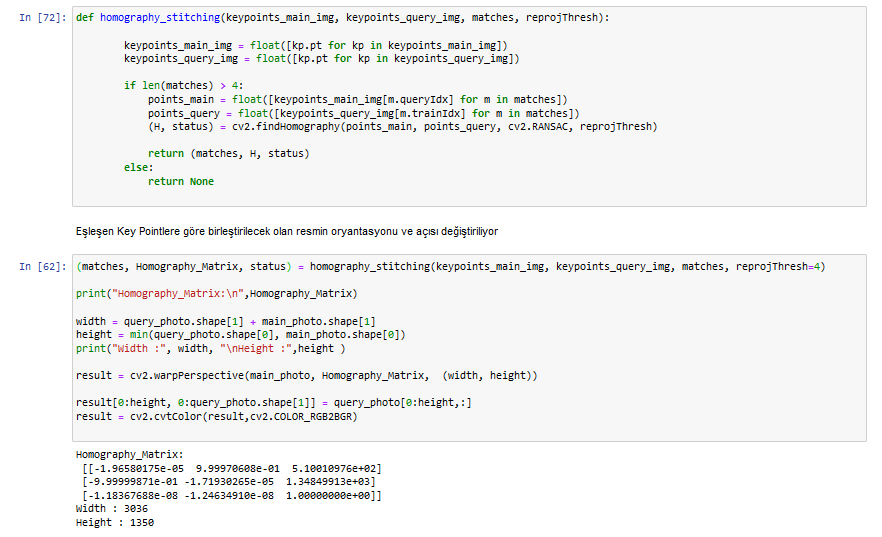 In [72]: def homography_stitching(keypoints_main_img, keypoints_query_img, matches, reprojThresh):
keypoints_main_img = float([kp.pt for kp in keypoints_main_img])
keypoints_query_img = float([kp.pt for kp in keypoints_query_img])
if len(matches) > 4:
points_main = float([keypoints_main_img[m.queryIdx] for m in matches])
points_query = float([keypoints_query_img[m.trainIdx] for m in matches])
(H, status) = cv2.findHomography(points_main, points_query, cv2.RANSAC, reprojThresh)
return (matches, H, status)
else:
return None
Eşleşen Key Pointlere göre birleştirilecek olan resmin oryantasyonu ve açısı değiştiriliyor
In [62]: (matches, Homography_Matrix, status) = homography_stitching(keypoints_main_img, keypoints_query_img, matches, reprojThresh=4)
print("Homography_Matrix:\n",Homography_Matrix)
width = query_photo.shape[1] + main_photo.shape[1]
height = min(query_photo.shape[0], main_photo.shape[0])
print("Width :", width, "\nHeight :",height )
result = cv2.warpPerspective(main_photo, Homography_Matrix,  (width, height))
result[0:height, 0:query_photo.shape[1]] = query_photo[0:height,:]
result = cv2.cvtColor(result,cv2.COLOR_RGB2BGR)
Homography_Matrix:
[[-1.96580175e-05  9.99970608e-01  5.10010976e+02]
[-9.99999871e-01 -1.71930265e-05  1.34849913e+03]
[-1.18367688e-08 -1.24634910e-08  1.00000000e+00]]
Width : 3036
Height : 1350